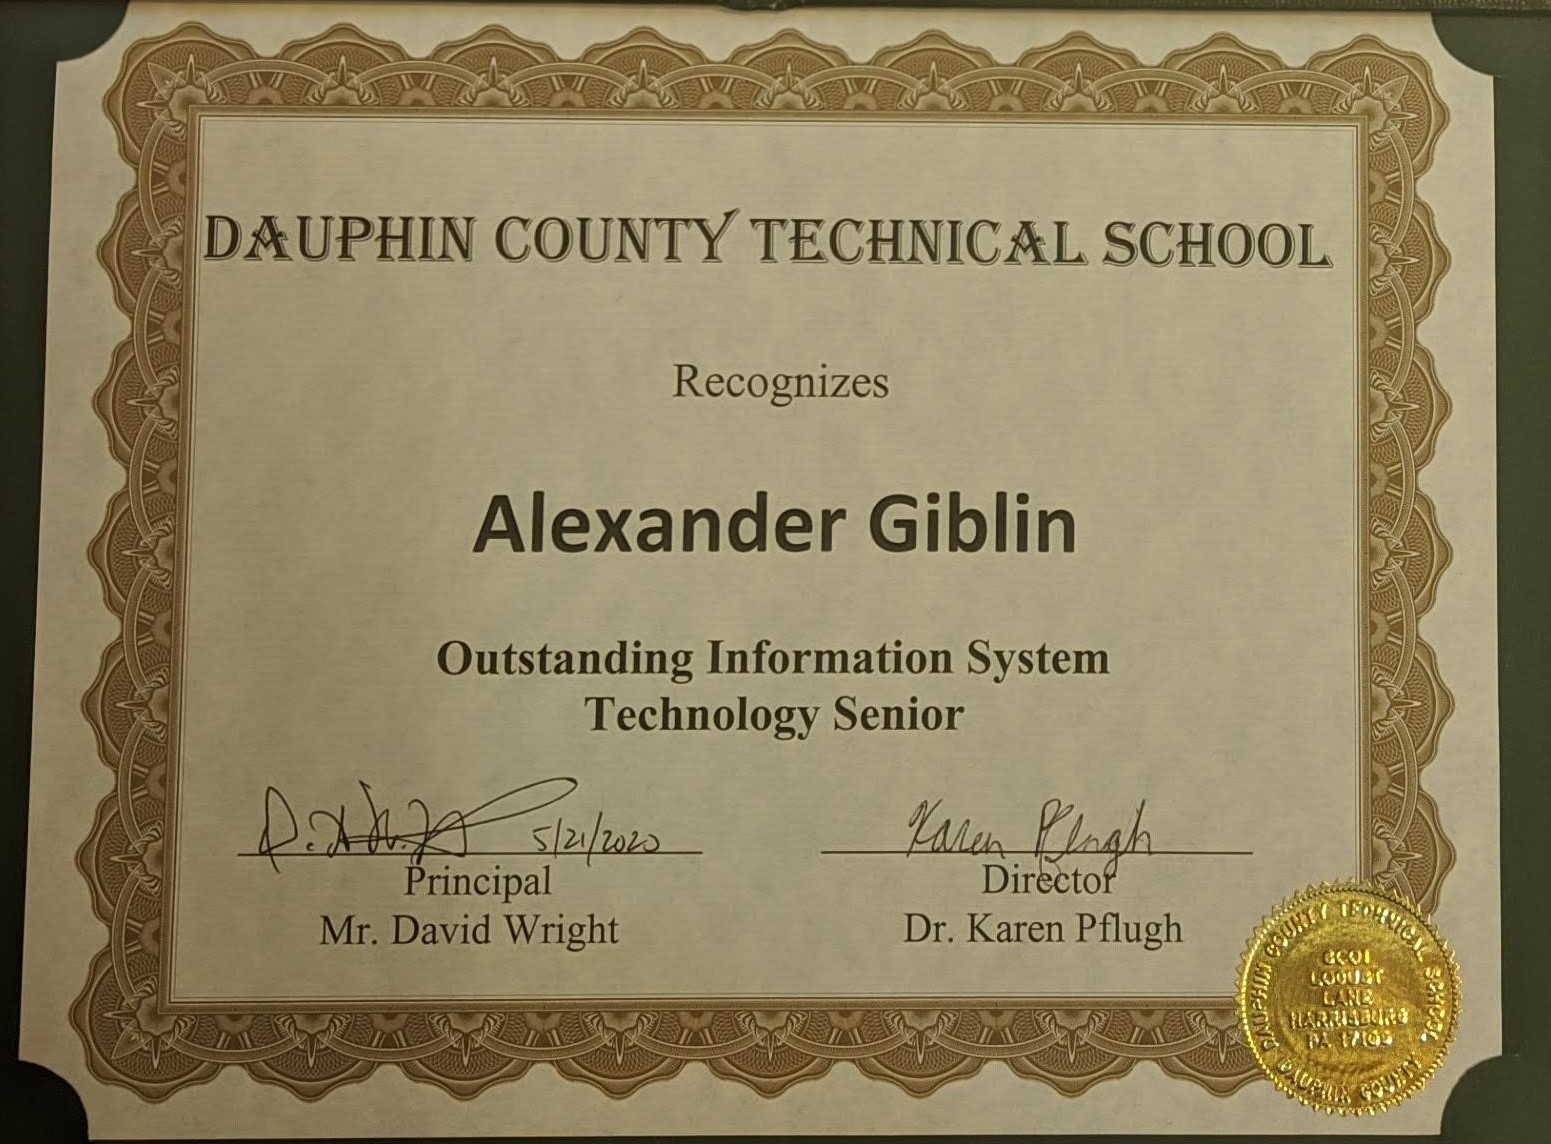 DAUPHIN COUNTY TECHNICAL SCHOOL
Recognizes
Alexander Giblin
Outstanding Information System
Technology Senior
5/21/2020
Karen Pflugh
Principal
Director
Mr. David Wright
Dr. Karen Pflugh
DAUPHIN COUNTY TECHNICAL SCHOOL
6001
LOCUST
LANE
HARRISBURG
PA 17109
DAUPHIN COUNTY